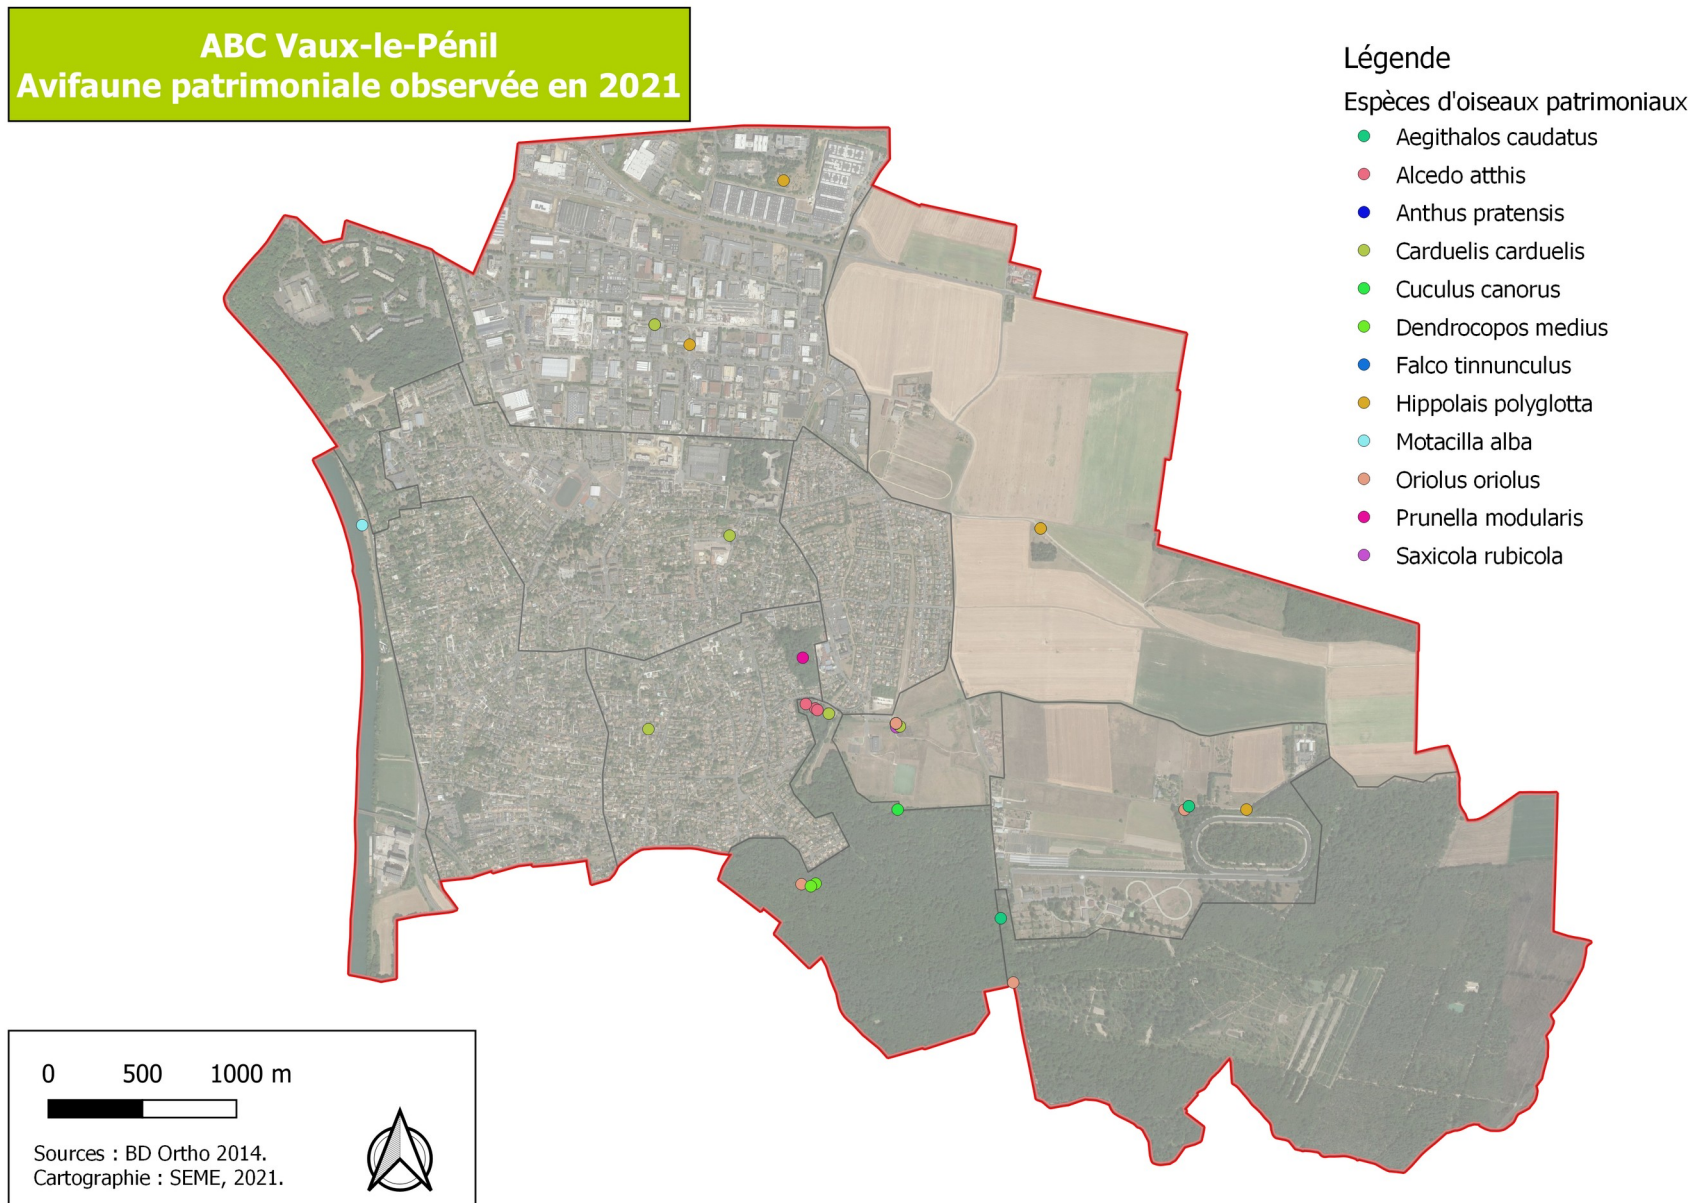 ABC Vaux-le-Pénil
Avifaune patrimoniale observée en 2021
Légende
Espèces d'oiseaux patrimoniaux
Aegithalos caudatus
Alcedo atthis
Anthus pratensis
Carduelis carduelis
Cuculus canorus
Dendrocopos medius
Falco tinnunculus
Hippolais polyglotta
Motacilla alba
Oriolus oriolus
Prunella modularis
Saxicola rubicola
0 500 1000 m
Sources : BD Ortho 2014.
Cartographie : SEME, 2021.